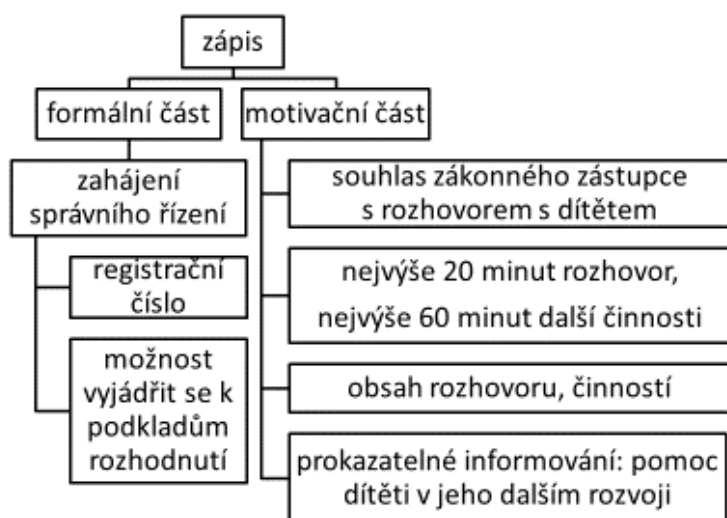 zápis
formální část
motivační část
zahájení
správního řízení
registrační
číslo
možnost
vyjádřit se k
podkladům
rozhodnutí
souhlas zákonného zástupce
s rozhovorem s dítětem
nejvýše 20 minut rozhovor,
nejvýše 60 minut další činnosti
obsah rozhovoru, činností
prokazatelné informování: pomoc
dítěti v jeho dalším rozvoji